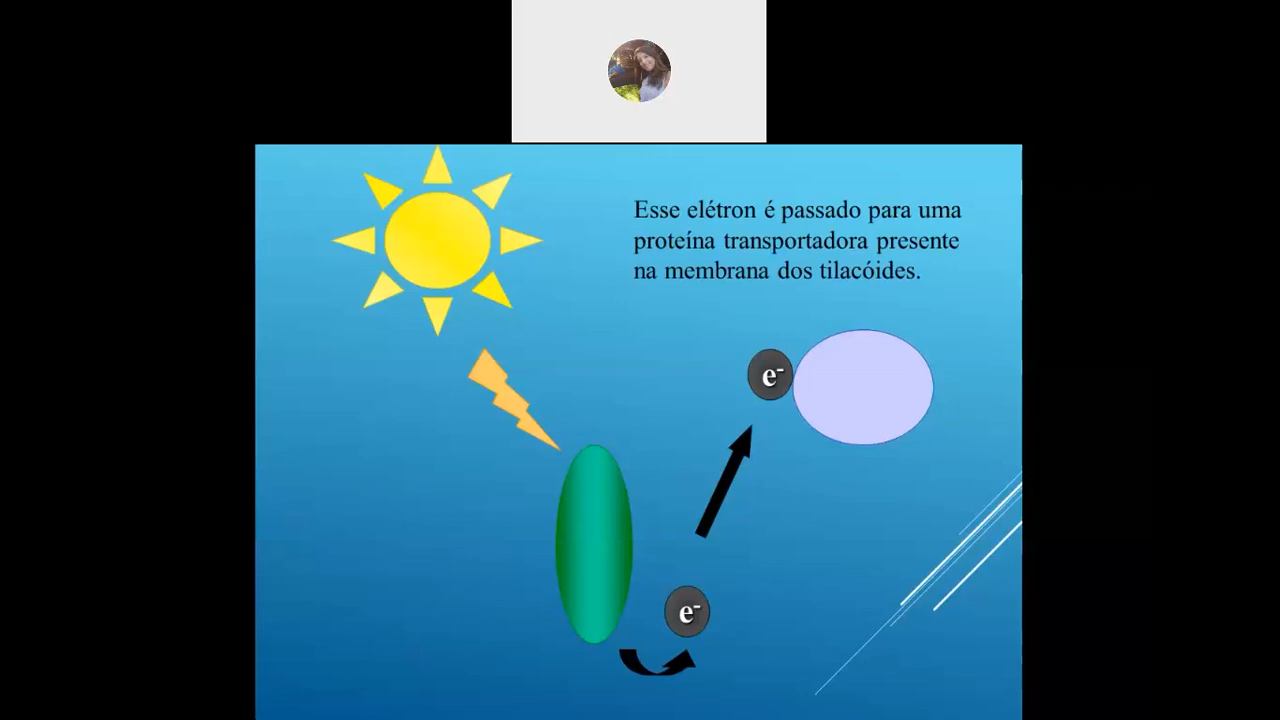 Esse elétron é passado para uma
proteína transportadora presente
na membrana dos tilacóides.
e-
e-